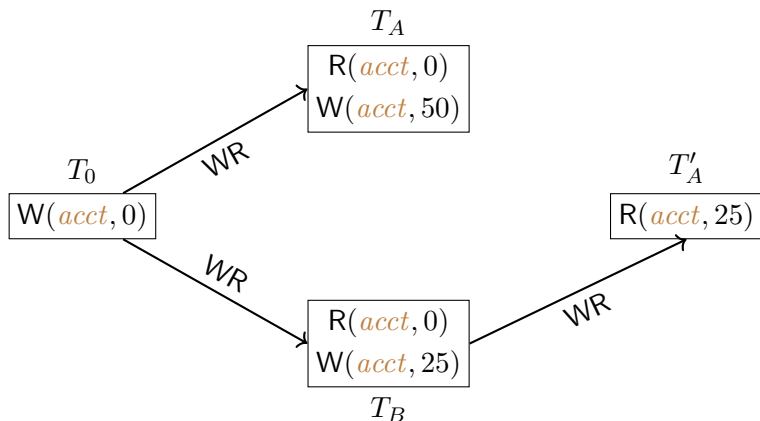 T_A
R(acct, 0)
W(acct, 50)
WR
T_0
W(acct, 0)
T'_A
R(acct, 25)
WR
R(acct, 0)
W(acct, 25)
WR
T_B